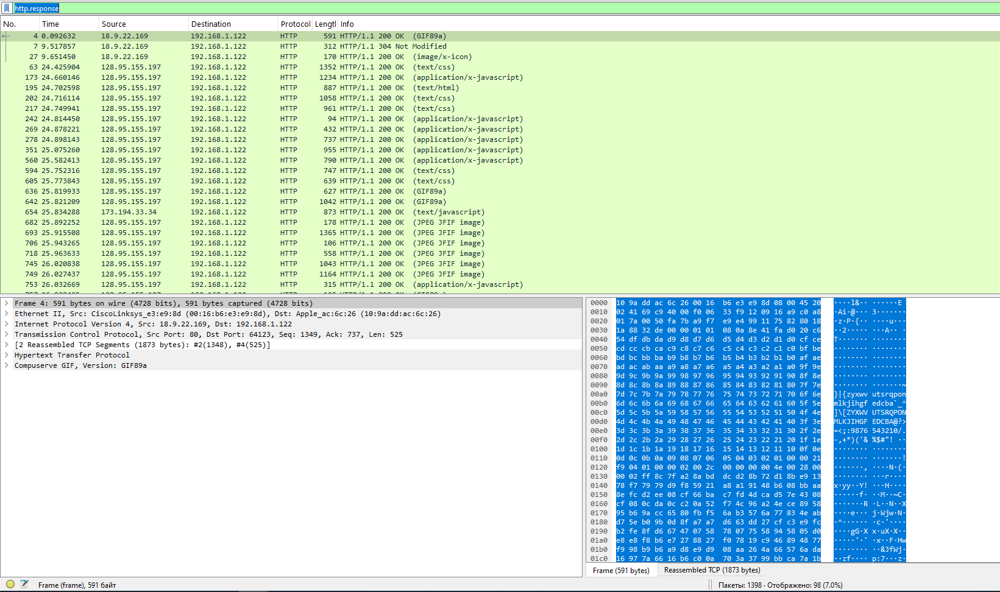 http.response
No. Time Source Destination Protocol Lengtl Info
4 0.092632 18.9.22.169 192.168.1.122 HTTP 591 HTTP/1.1 200 OK (GIF89a)
7 9.517857 18.9.22.169 192.168.1.122 HTTP 312 HTTP/1.1 304 Not Modified
27 9.651450 18.9.22.169 192.168.1.122 HTTP 170 HTTP/1.1 200 OK (image/x-icon)
63 24.425904 128.95.155.197 192.168.1.122 HTTP 1352 HTTP/1.1 200 OK (text/css)
173 24.660146 128.95.155.197 192.168.1.122 HTTP 1234 HTTP/1.1 200 OK (application/x-javascript)
195 24.702598 128.95.155.197 192.168.1.122 HTTP 887 HTTP/1.1 200 OK (text/html)
202 24.716114 128.95.155.197 192.168.1.122 HTTP 1058 HTTP/1.1 200 OK (text/css)
217 24.749941 128.95.155.197 192.168.1.122 HTTP 961 HTTP/1.1 200 OK (text/css)
242 24.814450 128.95.155.197 192.168.1.122 HTTP 94 HTTP/1.1 200 OK (application/x-javascript)
269 24.878221 128.95.155.197 192.168.1.122 HTTP 432 HTTP/1.1 200 OK (application/x-javascript)
278 24.898143 128.95.155.197 192.168.1.122 HTTP 737 HTTP/1.1 200 OK (application/x-javascript)
351 25.075260 128.95.155.197 192.168.1.122 HTTP 955 HTTP/1.1 200 OK (application/x-javascript)
560 25.582413 128.95.155.197 192.168.1.122 HTTP 790 HTTP/1.1 200 OK (application/x-javascript)
594 25.752316 128.95.155.197 192.168.1.122 HTTP 747 HTTP/1.1 200 OK (text/css)
605 25.773843 128.95.155.197 192.168.1.122 HTTP 639 HTTP/1.1 200 OK (text/css)
636 25.819933 128.95.155.197 192.168.1.122 HTTP 627 HTTP/1.1 200 OK (GIF89a)
642 25.821209 128.95.155.197 192.168.1.122 HTTP 1042 HTTP/1.1 200 OK (GIF89a)
654 25.834288 173.194.33.34 192.168.1.122 HTTP 873 HTTP/1.1 200 OK (text/javascript)
682 25.892252 128.95.155.197 192.168.1.122 HTTP 178 HTTP/1.1 200 OK (JPEG JFIF image)
693 25.915508 128.95.155.197 192.168.1.122 HTTP 1365 HTTP/1.1 200 OK (JPEG JFIF image)
706 25.943265 128.95.155.197 192.168.1.122 HTTP 106 HTTP/1.1 200 OK (JPEG JFIF image)
718 25.963633 128.95.155.197 192.168.1.122 HTTP 558 HTTP/1.1 200 OK (JPEG JFIF image)
745 26.020838 128.95.155.197 192.168.1.122 HTTP 1043 HTTP/1.1 200 OK (JPEG JFIF image)
749 26.027437 128.95.155.197 192.168.1.122 HTTP 1164 HTTP/1.1 200 OK (JPEG JFIF image)
753 26.032669 128.95.155.197 192.168.1.122 HTTP 315 HTTP/1.1 200 OK (application/x-javascript)
Frame 4: 591 bytes on wire (4728 bits), 591 bytes captured (4728 bits)
Ethernet II, Src: CiscoLinksys_e3:e9:8d (00:16:b6:e3:e9:8d), Dst: Apple_ac:6c:26 (10:9a:dd:ac:6c:26)
Internet Protocol Version 4, Src: 18.9.22.169, Dst: 192.168.1.122
Transmission Control Protocol, Src Port: 80, Dst Port: 64123, Seq: 1349, Ack: 737, Len: 525
[2 Reassembled TCP Segments (1873 bytes): #2(1348), #4(525)]
Hypertext Transfer Protocol
Compuserve GIF, Version: GIF89a
0000 10 9a dd ac 6c 26 00 16 b6 e3 e9 8d 08 00 45 20 ····l&·· ······E
0010 02 41 69 c9 40 00 f0 06 33 f9 12 09 16 a9 c0 a8 ·Ai·@··· 3·······
0020 01 7a 00 50 fa 7b a9 f7 e9 e4 99 11 75 82 80 18 ·z·P·{·· ····u···
0030 1a 88 32 de 00 00 01 01 08 0a 8e 41 fa d0 20 c6 ··2····· ···A·· ·
0040 54 df db da d9 d8 d7 d6 d5 d4 d3 d2 d1 d0 cf ce T······· ········
0050 cd cc cb ca c9 c8 c7 c6 c5 c4 c3 c2 c1 c0 bf be ········ ········
0060 bd bc bb ba b9 b8 b7 b6 b5 b4 b3 b2 b1 b0 af ae ········ ········
0070 ad ac ab aa a9 a8 a7 a6 a5 a4 a3 a2 a1 a0 9f 9e ········ ········
0080 9d 9c 9b 9a 99 98 97 96 95 94 93 92 91 90 8f 8e ········ ········
0090 8d 8c 8b 8a 89 88 87 86 85 84 83 82 81 80 7f 7e ········ ·······~
00a0 7d 7c 7b 7a 79 78 77 76 75 74 73 72 71 70 6f 6e }|{zyxwv utsrqpon
00b0 6d 6c 6b 6a 69 68 67 66 65 64 63 62 61 60 5f 5e mlkjihgf edcba`_^
00c0 5d 5c 5b 5a 59 58 57 56 55 54 53 52 51 50 4f 4e ]\[ZYXWV UTSRQPON
00d0 4d 4c 4b 4a 49 48 47 46 45 44 43 42 41 40 3f 3e MLKJIHGF EDCBA@?>
00e0 3d 3c 3b 3a 39 38 37 36 35 34 33 32 31 30 2f 2e =<;:9876 543210/.
00f0 2d 2c 2b 2a 29 28 27 26 25 24 23 22 21 20 1f 1e -,+*)('& %$#"! ··
0100 1d 1c 1b 1a 19 18 17 16 15 14 13 12 11 10 0f 0e ········ ········
0110 0d 0c 0b 0a 09 08 07 06 05 04 03 02 01 00 00 21 ········ ·······!
0120 f9 04 01 00 00 02 00 2c 00 00 00 00 4e 00 28 00 ·······, ····N·(·
0130 00 02 ff 8c 7f a2 8a bd dc d2 8b 72 d1 8b e9 13 ········ ···r····
0140 78 f7 79 79 d9 f8 59 21 a8 a1 91 48 b6 08 bb aa x·yy··Y! ···H····
0150 8e fc d2 ee 08 cf 66 ba c7 fd 4d ca d5 7e 43 08 ······f· ··M··~C·
0160 cf 08 0c da 0c c2 0a 52 f7 4c 96 a2 4e ce 89 58 ·······R ·L··N··X
0170 95 b6 9a cc 65 80 fb f5 6a b3 57 6a 77 83 4e ab ····e··· j·Wjw·N·
0180 d7 5e b0 9b 0d 8f a7 a7 d6 63 dd 27 cf c3 e9 fc ·^······ ·c·'····
0190 b2 fe 8f d6 67 47 07 58 78 07 75 58 94 58 05 d0 ····gG·X x·uX·X··
01a0 e8 e8 f8 b6 e7 27 88 27 f0 78 19 c9 46 89 48 77 ·····'·' ·x··F·Hw
01b0 f9 98 b9 b6 a9 d8 e9 d9 08 aa 26 4a 66 57 6a da ········ ··&JfWj·
01c0 16 97 7a 66 16 b6 c0 0a 70 3a 37 99 bb ca 7a 1b ··zf···· p:7···z·
Frame (591 bytes) Reassembled TCP (1873 bytes)
Frame (frame), 591 байт
Пакеты: 1398 · Отображено: 98 (7.0%)